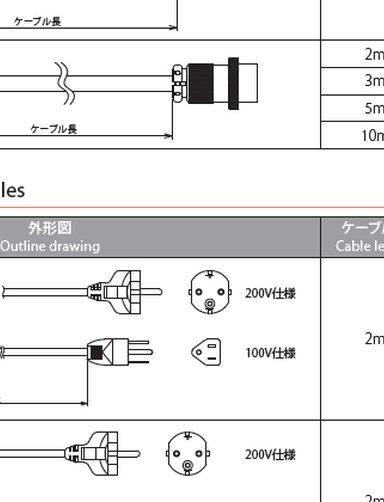 ケーブル長
2m
3m
5m
ケーブル長
10m
les
外形図
Outline drawing
ケーブル
Cable le
200V仕様
100V仕様
2m
200V仕様
2m